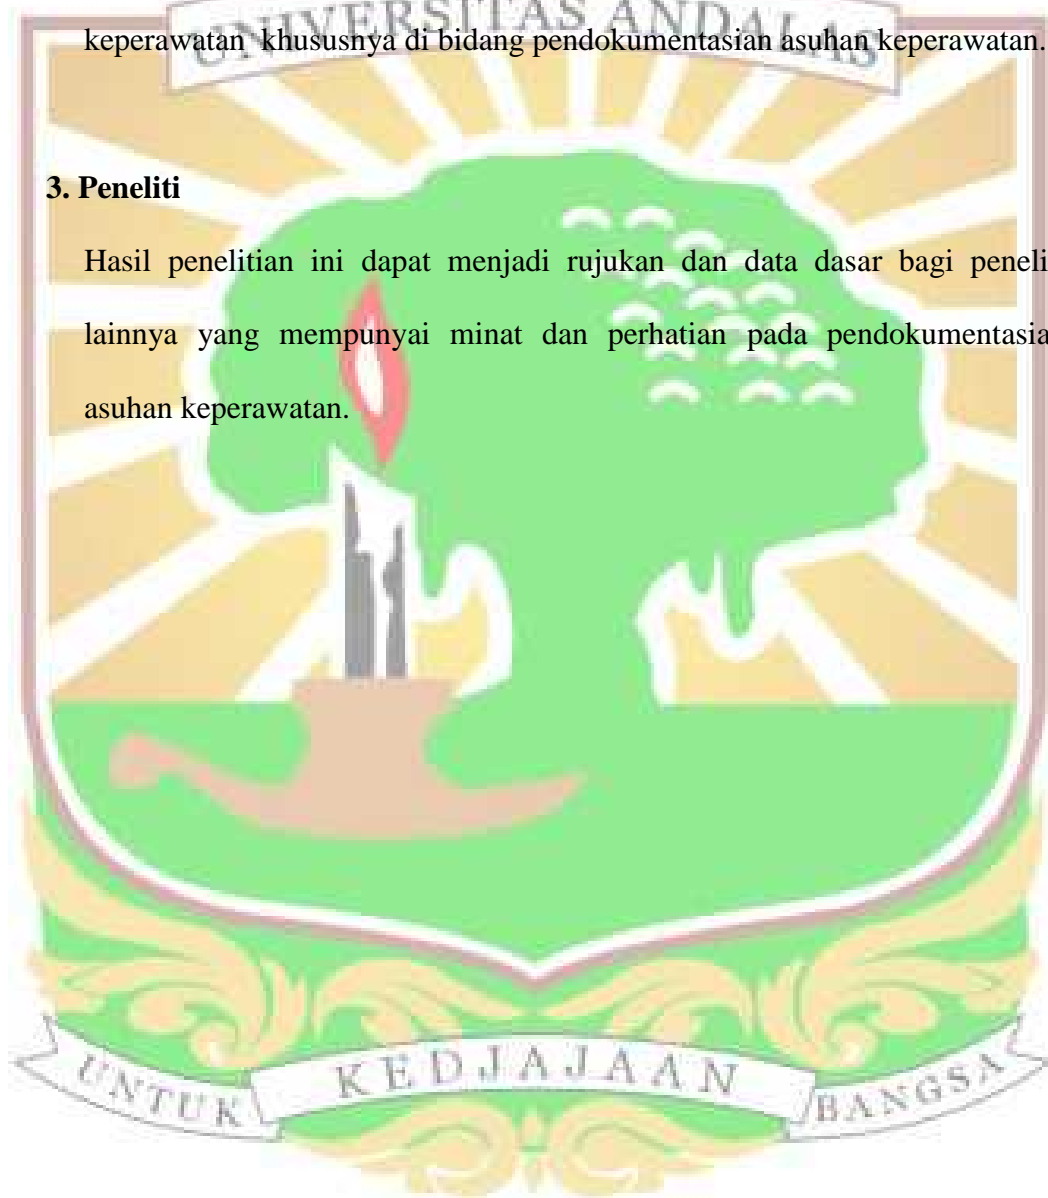 UNIVERSITAS ANDALAS
keperawatan khususnya di bidang pendokumentasian asuhan keperawatan.
3. Peneliti
Hasil penelitian ini dapat menjadi rujukan dan data dasar bagi peneli
lainnya yang mempunyai minat dan perhatian pada pendokumentasia
asuhan keperawatan.
UNTUK KEDJAJAAN BANGSA